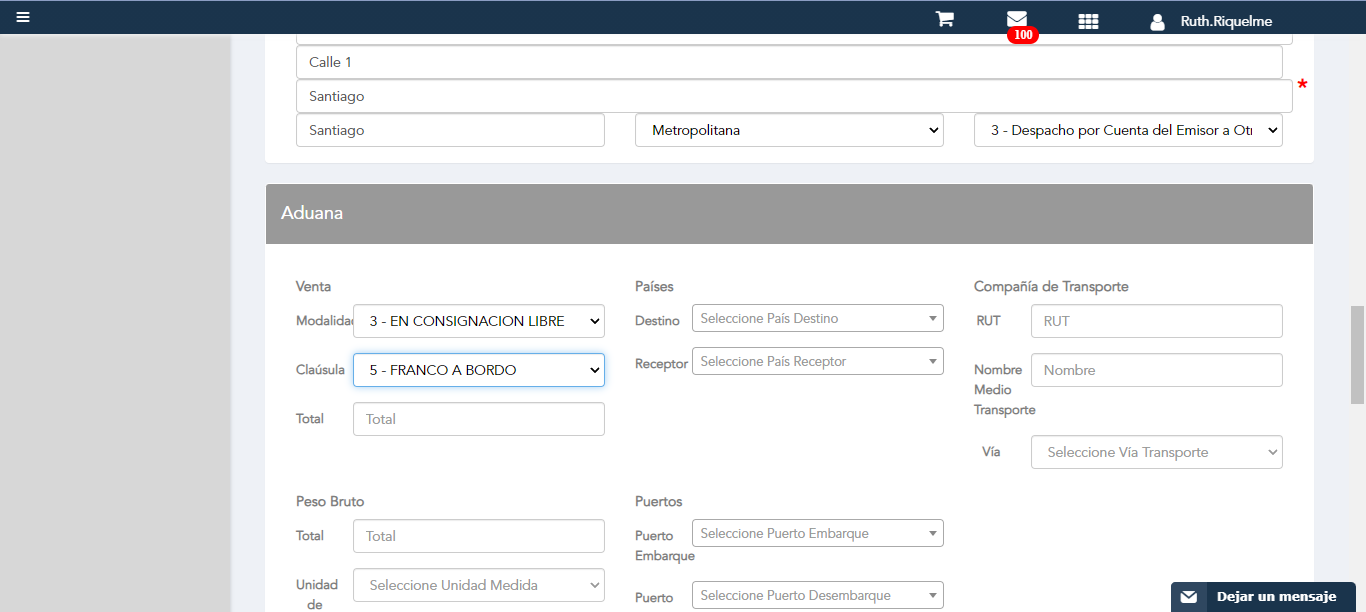 Ruth.Riquelme
100
Calle 1
Santiago
*
Santiago
Metropolitana
3 - Despacho por Cuenta del Emisor a Otr
Aduana
Venta
Países
Compañía de Transporte
Modalidad
3 - EN CONSIGNACION LIBRE
Destino
Seleccione País Destino
RUT
RUT
Claúsula
5 - FRANCO A BORDO
Receptor
Seleccione País Receptor
Nombre
Medio
Transporte
Nombre
Total
Total
Vía
Seleccione Vía Transporte
Peso Bruto
Puertos
Total
Total
Puerto
Embarque
Seleccione Puerto Embarque
Unidad
de
Seleccione Unidad Medida
Puerto
Seleccione Puerto Desembarque
Dejar un mensaje